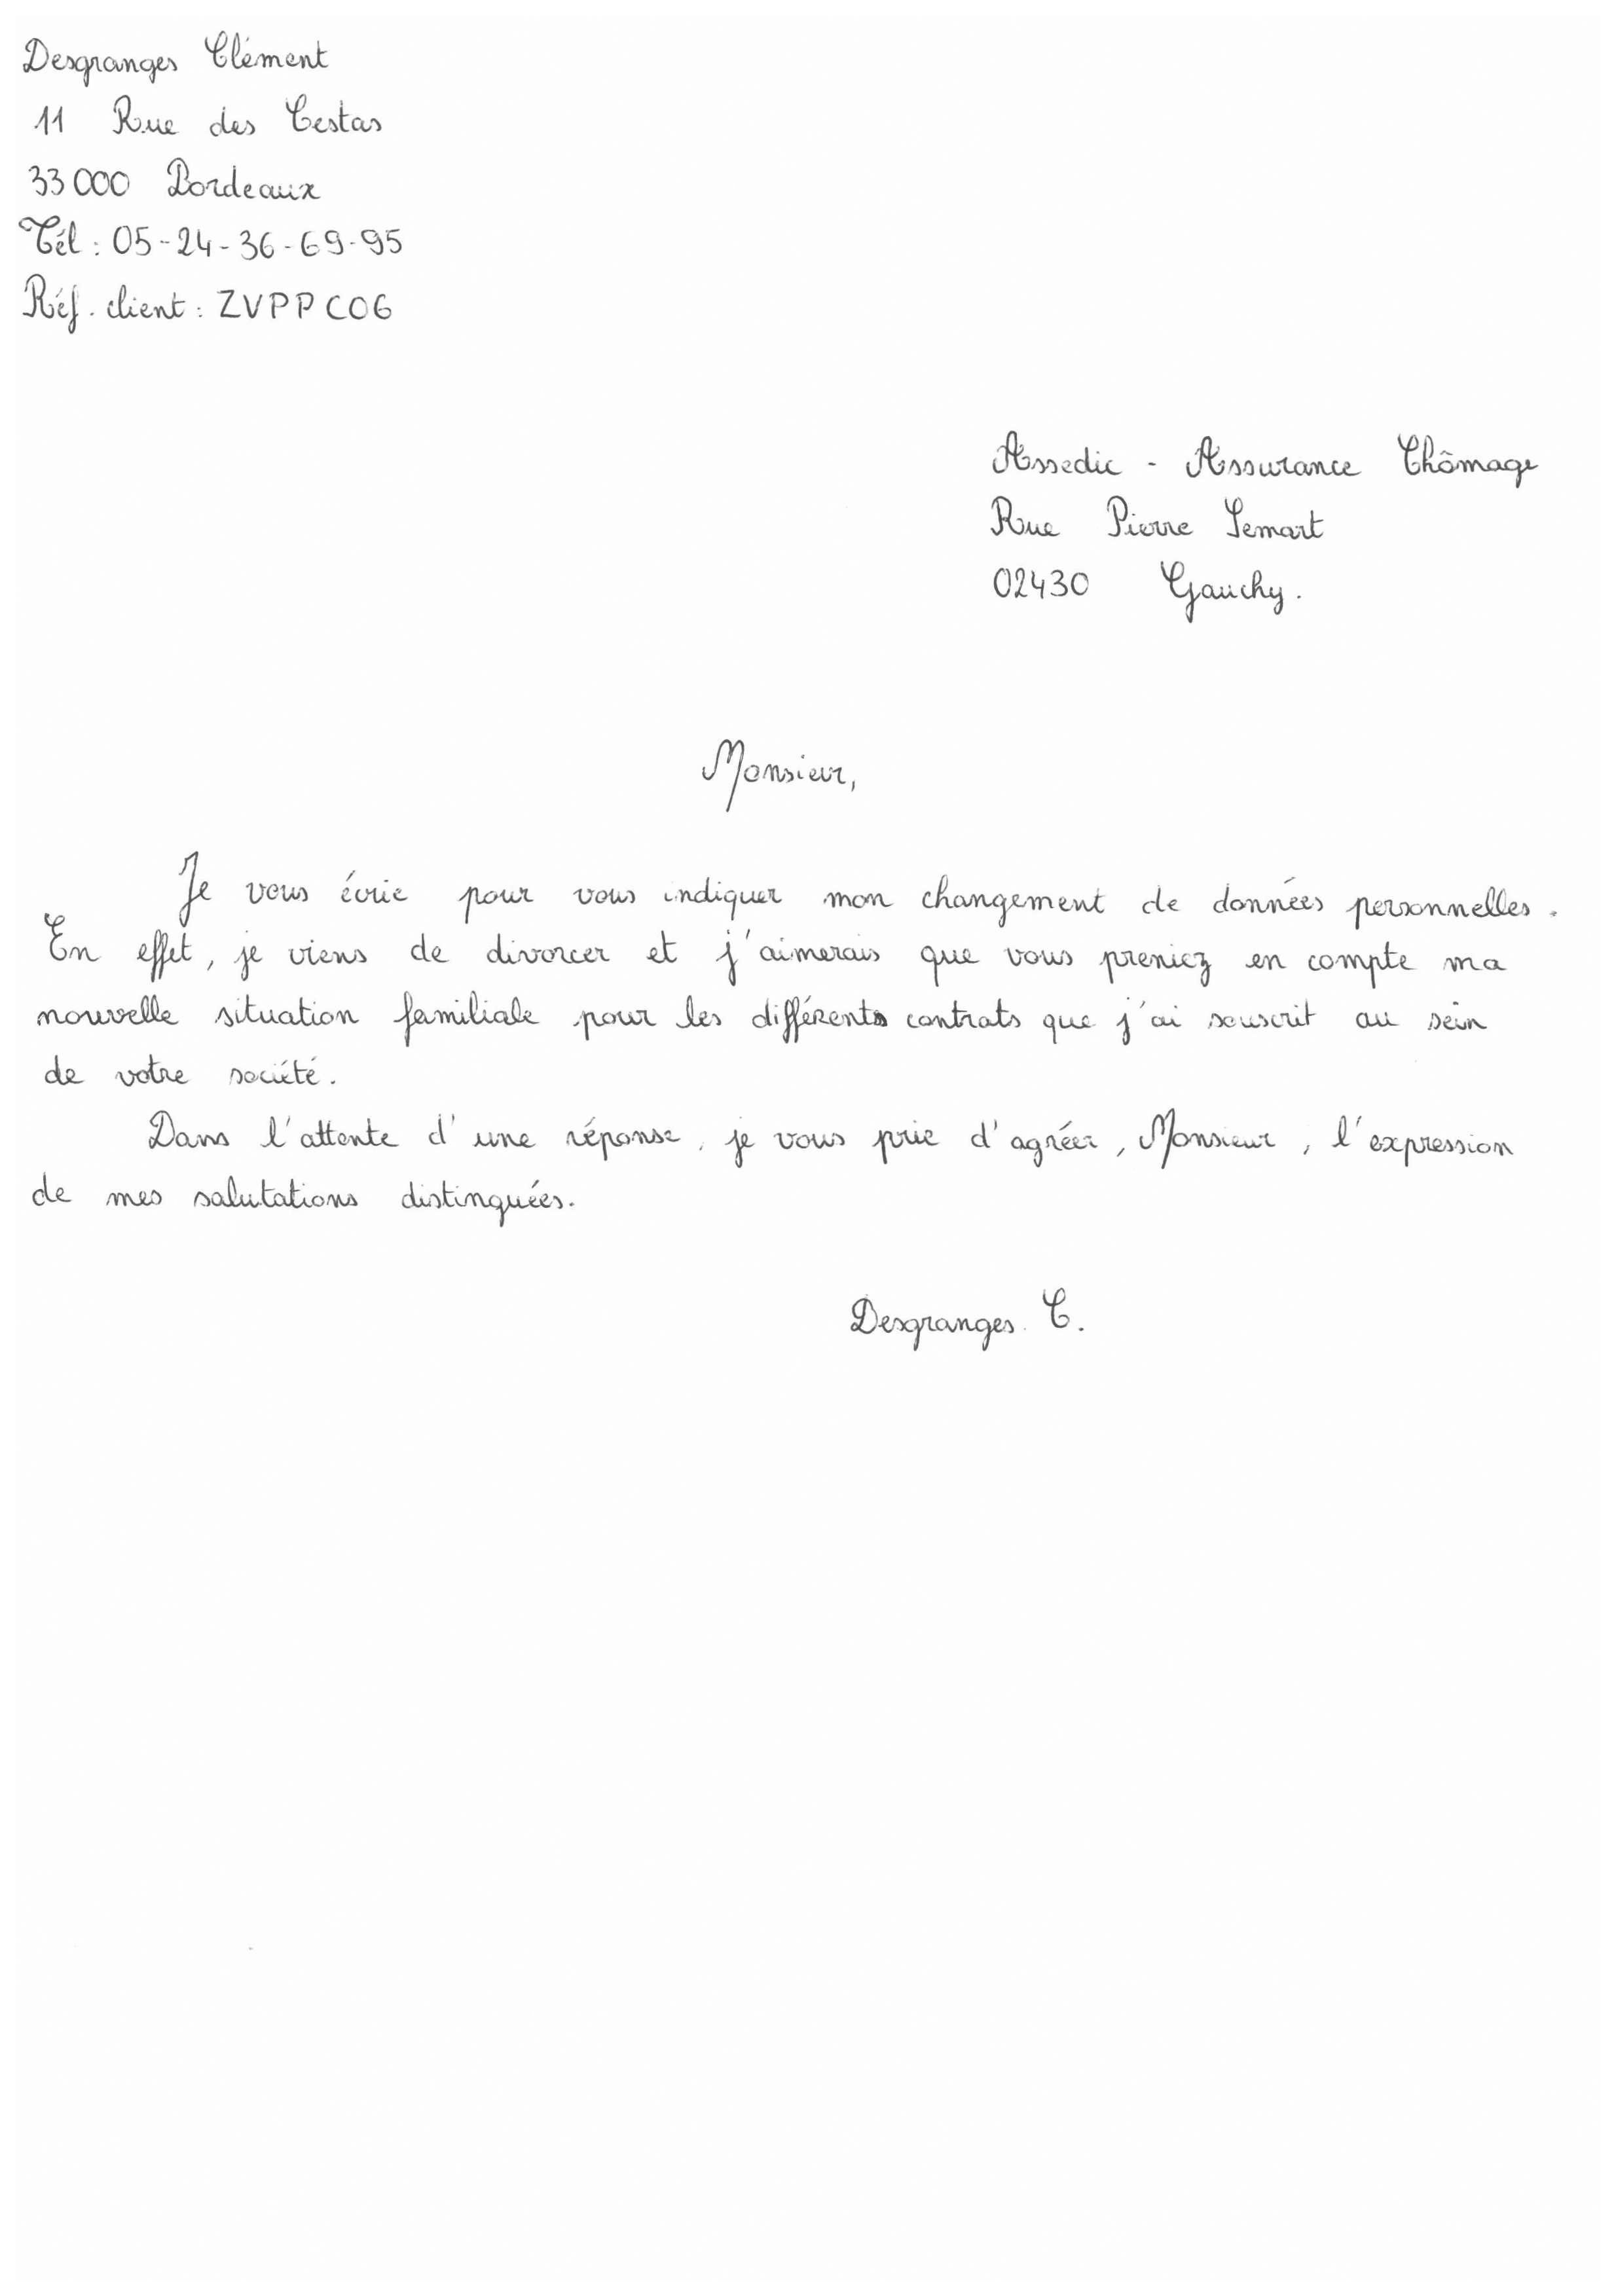 Desgranges Clément
11 Rue des Cestas
33000 Bordeaux
Tél : 05-24-36-69-95
Réf. client : ZVPPC06
Assedic - Assurance Chômage
Rue Pierre Semart
02430 Gauchy.
Monsieur,
Je vous écrie pour vous indiquer mon changement de données personnelles.
En effet, je viens de divorcer et j'aimerais que vous preniez en compte ma
nouvelle situation familiale pour les différents contrats que j'ai souscrit au sein
de votre société.
Dans l'attente d'une réponse, je vous prie d'agréer, Monsieur, l'expression
de mes salutations distinguées.
Desgranges. C.